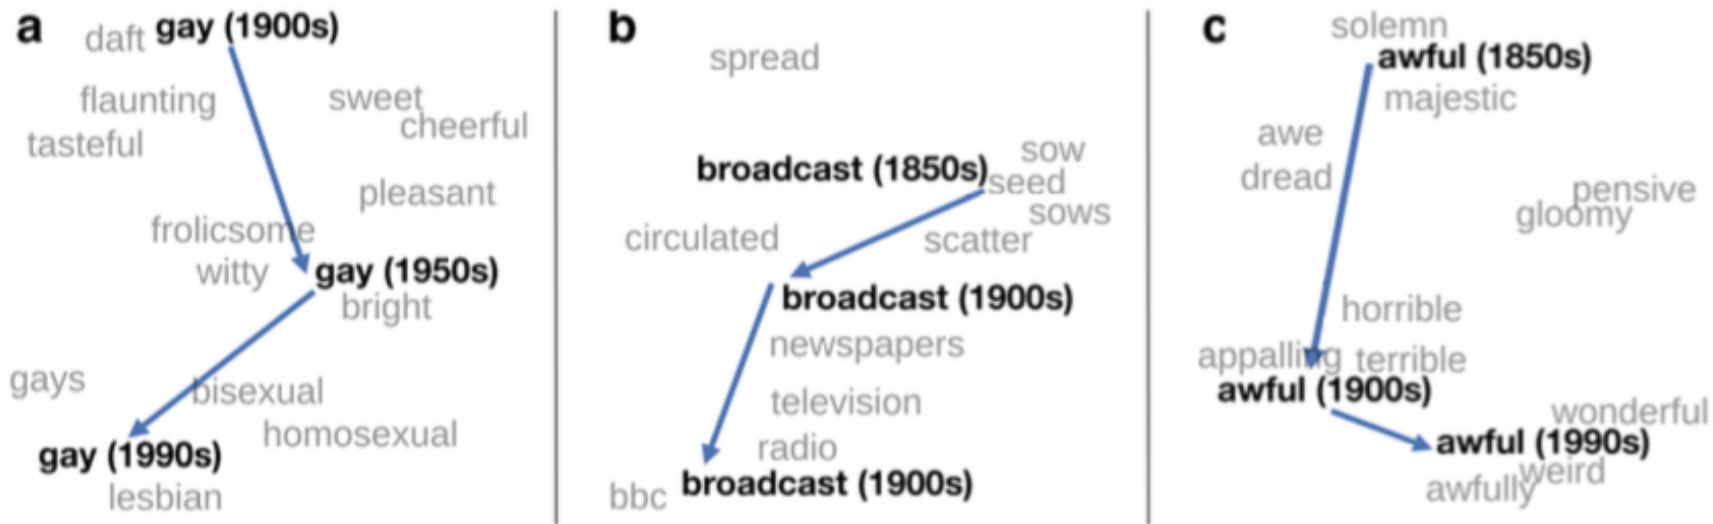 a
daft gay (1900s)
flaunting
sweet
cheerful
tasteful
pleasant
frolicsome
witty
gay (1950s)
bright
gays
bisexual
homosexual
gay (1990s)
lesbian
b
spread
sow
broadcast (1850s)
seed
sows
circulated
scatter
broadcast (1900s)
newspapers
television
radio
bbc
broadcast (1900s)
c
solemn
awful (1850s)
majestic
awe
dread
pensive
gloomy
horrible
appalling
terrible
awful (1900s)
wonderful
awful (1990s)
weird
awfully